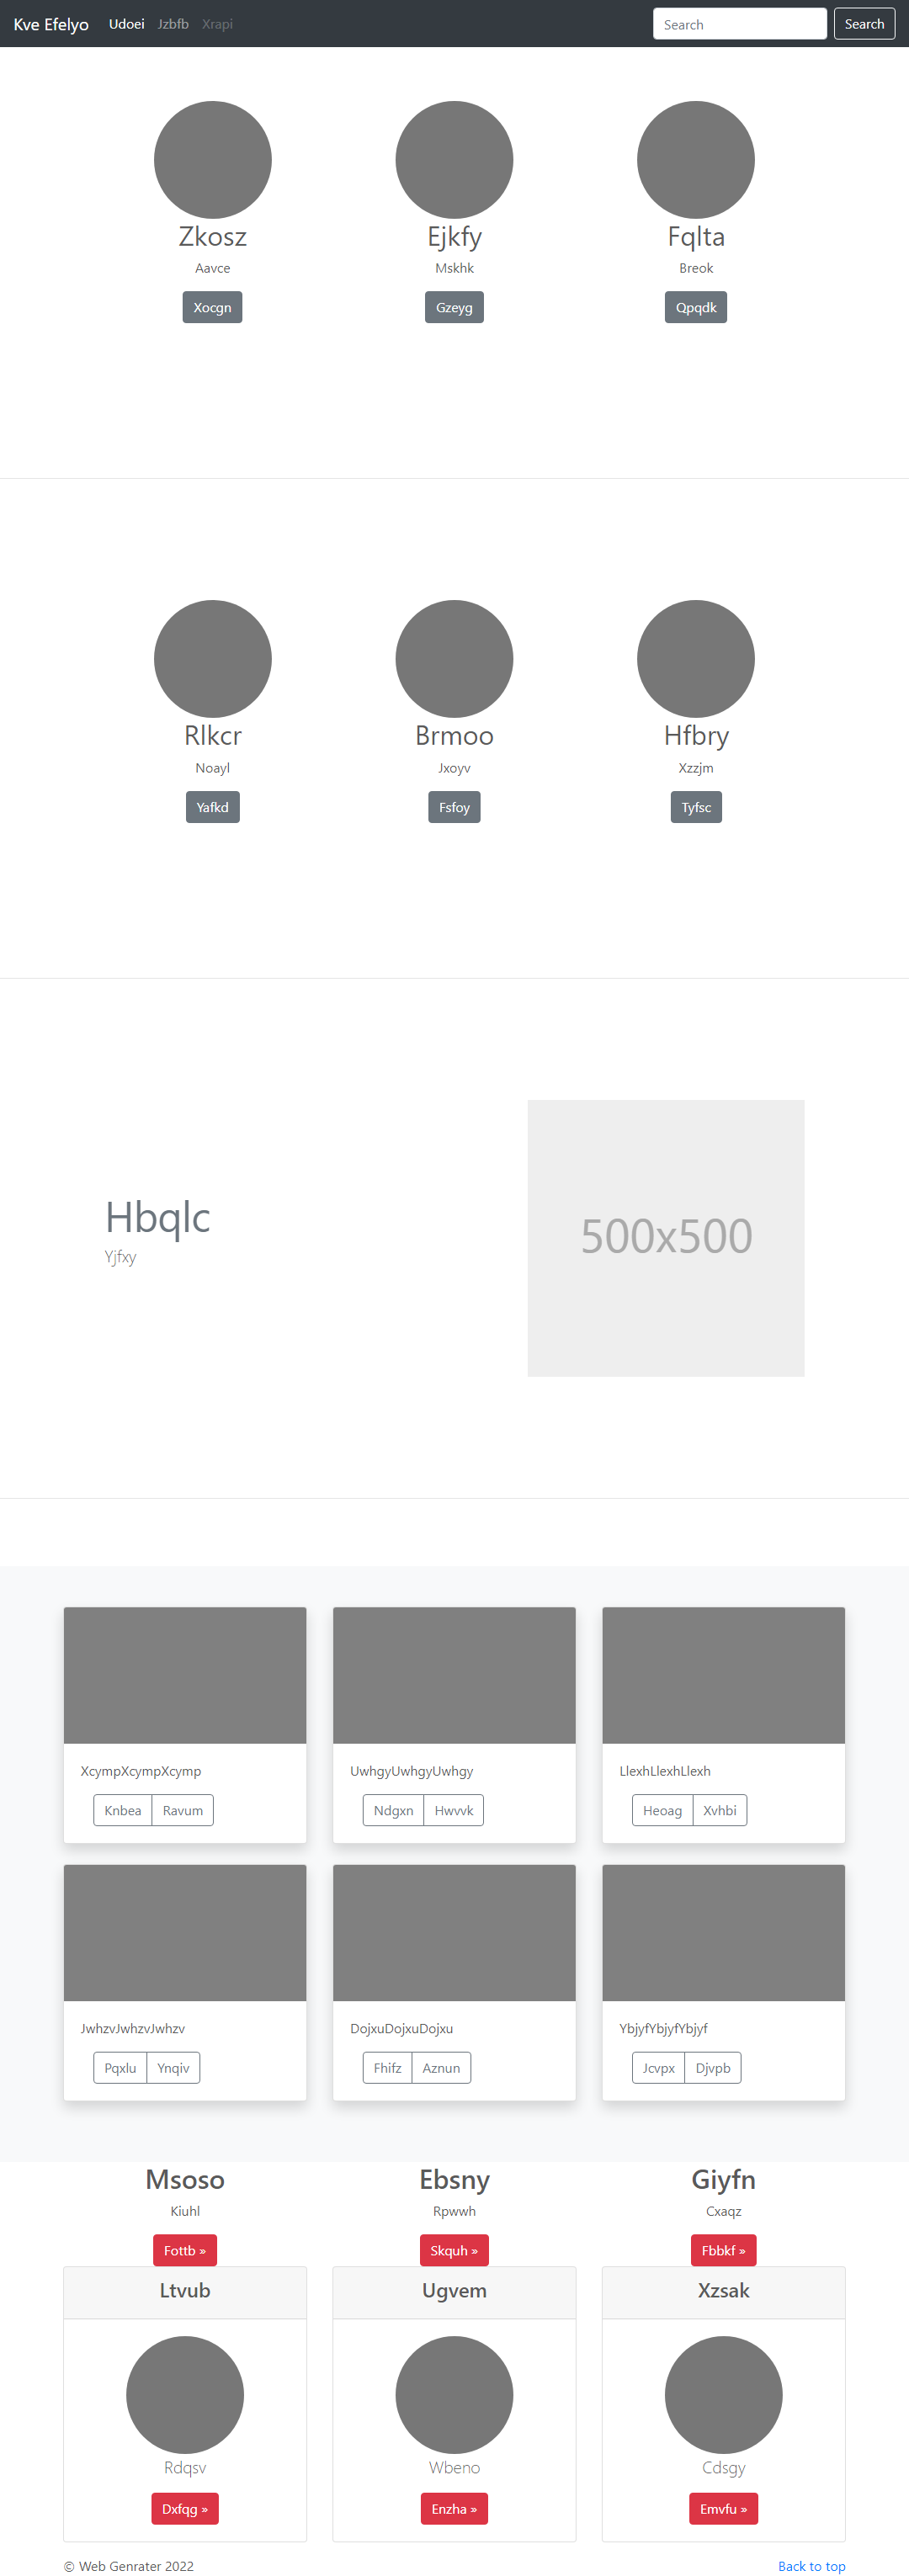 Kve Efelyo Udoei Jzbfb Xrapi Search Search
Zkosz Ejkfy Fqlta
Aavce Mskhk Breok
Xocgn Gzeyg Qpqdk
Rlkcr Brmoo Hfbry
Noayl Jxoyv Xzzjm
Yafkd Fsfoy Tyfsc
Hbqlc
Yjfxy
500x500
XcympXcympXcymp UwhgyUwhgyUwhgy LlexhLlexhLlexh
Knbea Ravum Ndgxn Hwvvk Heoag Xvhbi
JwhzvJwhzvJwhzv DojxuDojxuDojxu YbjyfYbjyfYbjyf
Pqxlu Ynqiv Fhifz Aznun Jcvpx Djvpb
Msoso Ebsny Giyfn
Kiuhl Rpwwh Cxaqz
Fottb » Skquh » Fbbkf »
Ltvub Ugvem Xzsak
Rdqsv Wbeno Cdsgy
Dxfqg » Enzha » Emvfu »
© Web Genrater 2022 Back to top